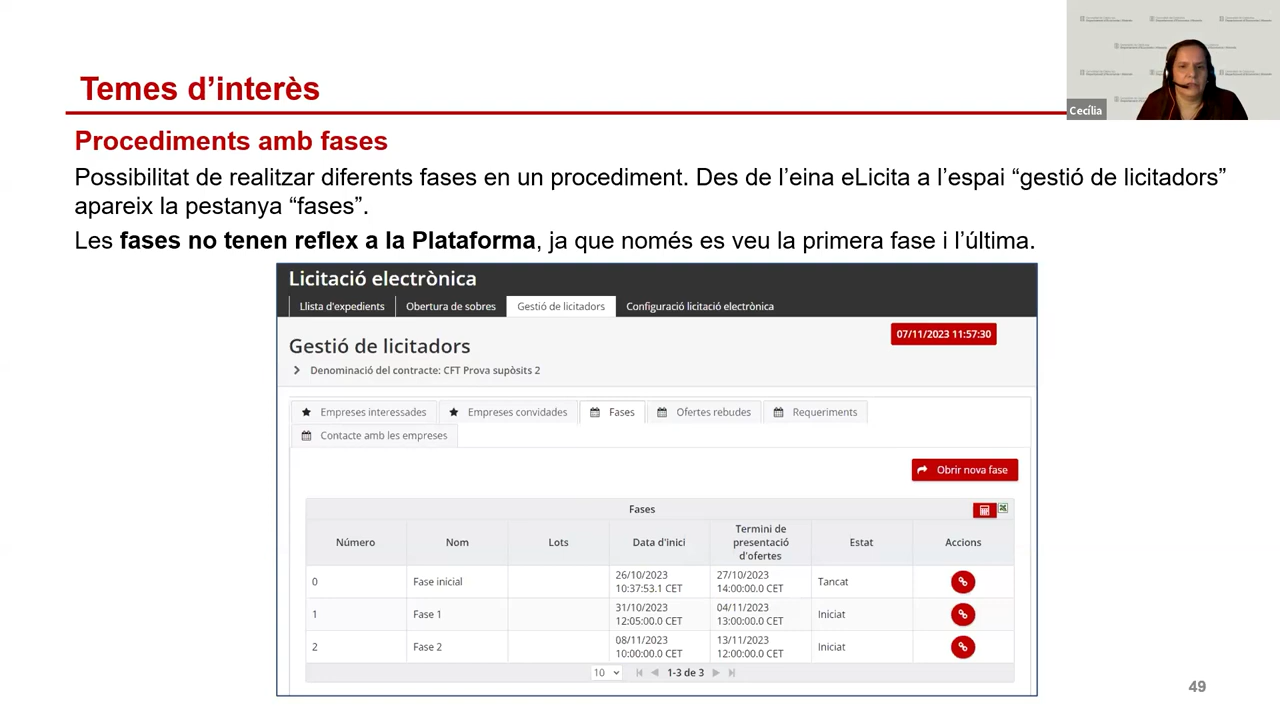 Temes d’interès
Cecília
Procediments amb fases
Possibilitat de realitzar diferents fases en un procediment. Des de l’eina eLicita a l’espai “gestió de licitadors”
apareix la pestanya “fases”.
Les fases no tenen reflex a la Plataforma, ja que només es veu la primera fase i l’última.
Licitació electrònica
Llista d'expedients Obertura de sobres Gestió de licitadors Configuració licitació electrònica
07/11/2023 11:57:30
Gestió de licitadors
Denominació del contracte: CFT Prova supòsits 2
Empreses interessades Empreses convidades Fases Ofertes rebudes Requeriments
Contacte amb les empreses
Obrir nova fase
Fases
Número Nom Lots Data d'inici Termini de presentació d'ofertes Estat Accions
0 Fase inicial 26/10/2023 10:37:53.1 CET 27/10/2023 14:00:00.0 CET Tancat
1 Fase 1 31/10/2023 12:05:00.0 CET 04/11/2023 13:00:00.0 CET Iniciat
2 Fase 2 08/11/2023 10:00:00.0 CET 13/11/2023 12:00:00.0 CET Iniciat
10 1-3 de 3
49